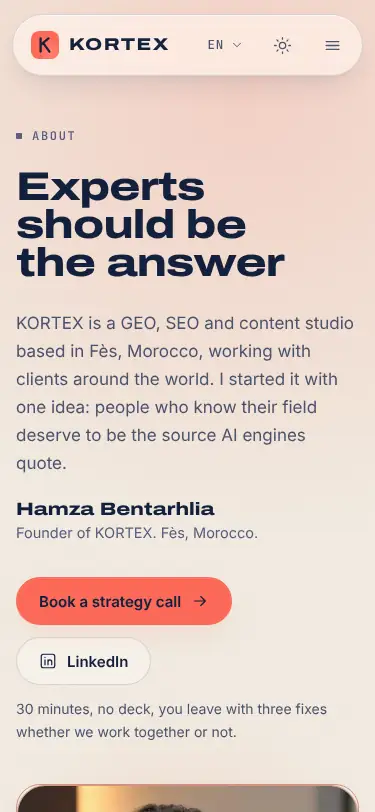 K KORTEX EN
ABOUT
Experts
should be
the answer
KORTEX is a GEO, SEO and content studio
based in Fès, Morocco, working with
clients around the world. I started it with
one idea: people who know their field
deserve to be the source AI engines
quote.
Hamza Bentarhlia
Founder of KORTEX. Fès, Morocco.
Book a strategy call →
in LinkedIn
30 minutes, no deck, you leave with three fixes
whether we work together or not.